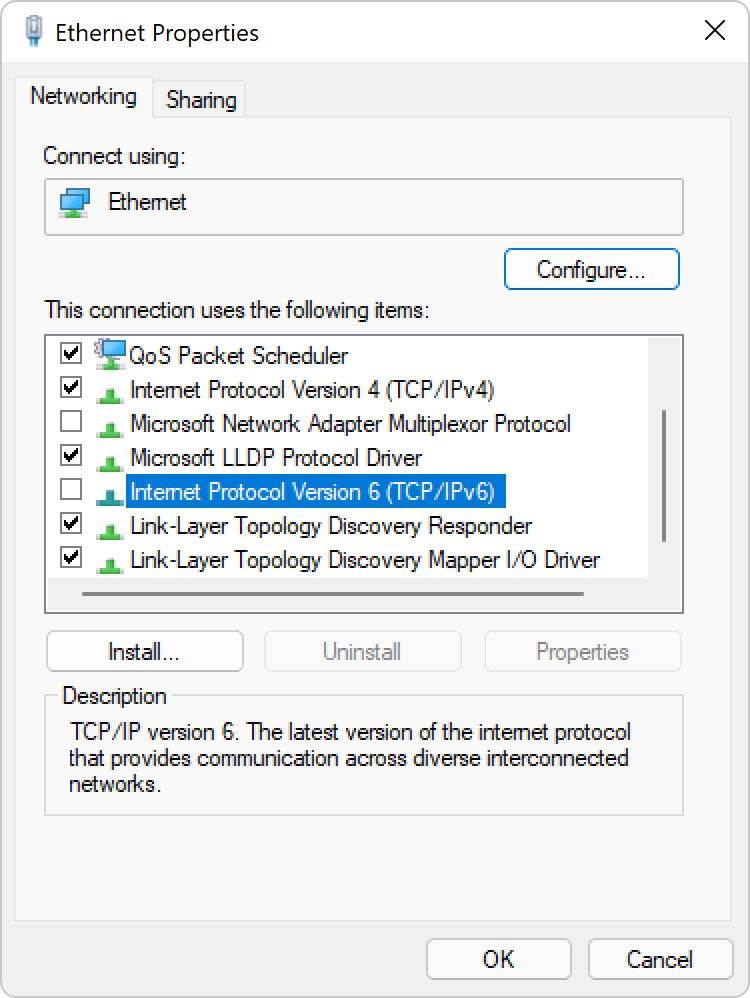 Ethernet Properties
Networking
Sharing
Connect using:
Ethernet
Configure...
This connection uses the following items:
QoS Packet Scheduler
Internet Protocol Version 4 (TCP/IPv4)
Microsoft Network Adapter Multiplexor Protocol
Microsoft LLDP Protocol Driver
Internet Protocol Version 6 (TCP/IPv6)
Link-Layer Topology Discovery Responder
Link-Layer Topology Discovery Mapper I/O Driver
Install...
Uninstall
Properties
Description
TCP/IP version 6. The latest version of the internet protocol
that provides communication across diverse interconnected
networks.
OK
Cancel